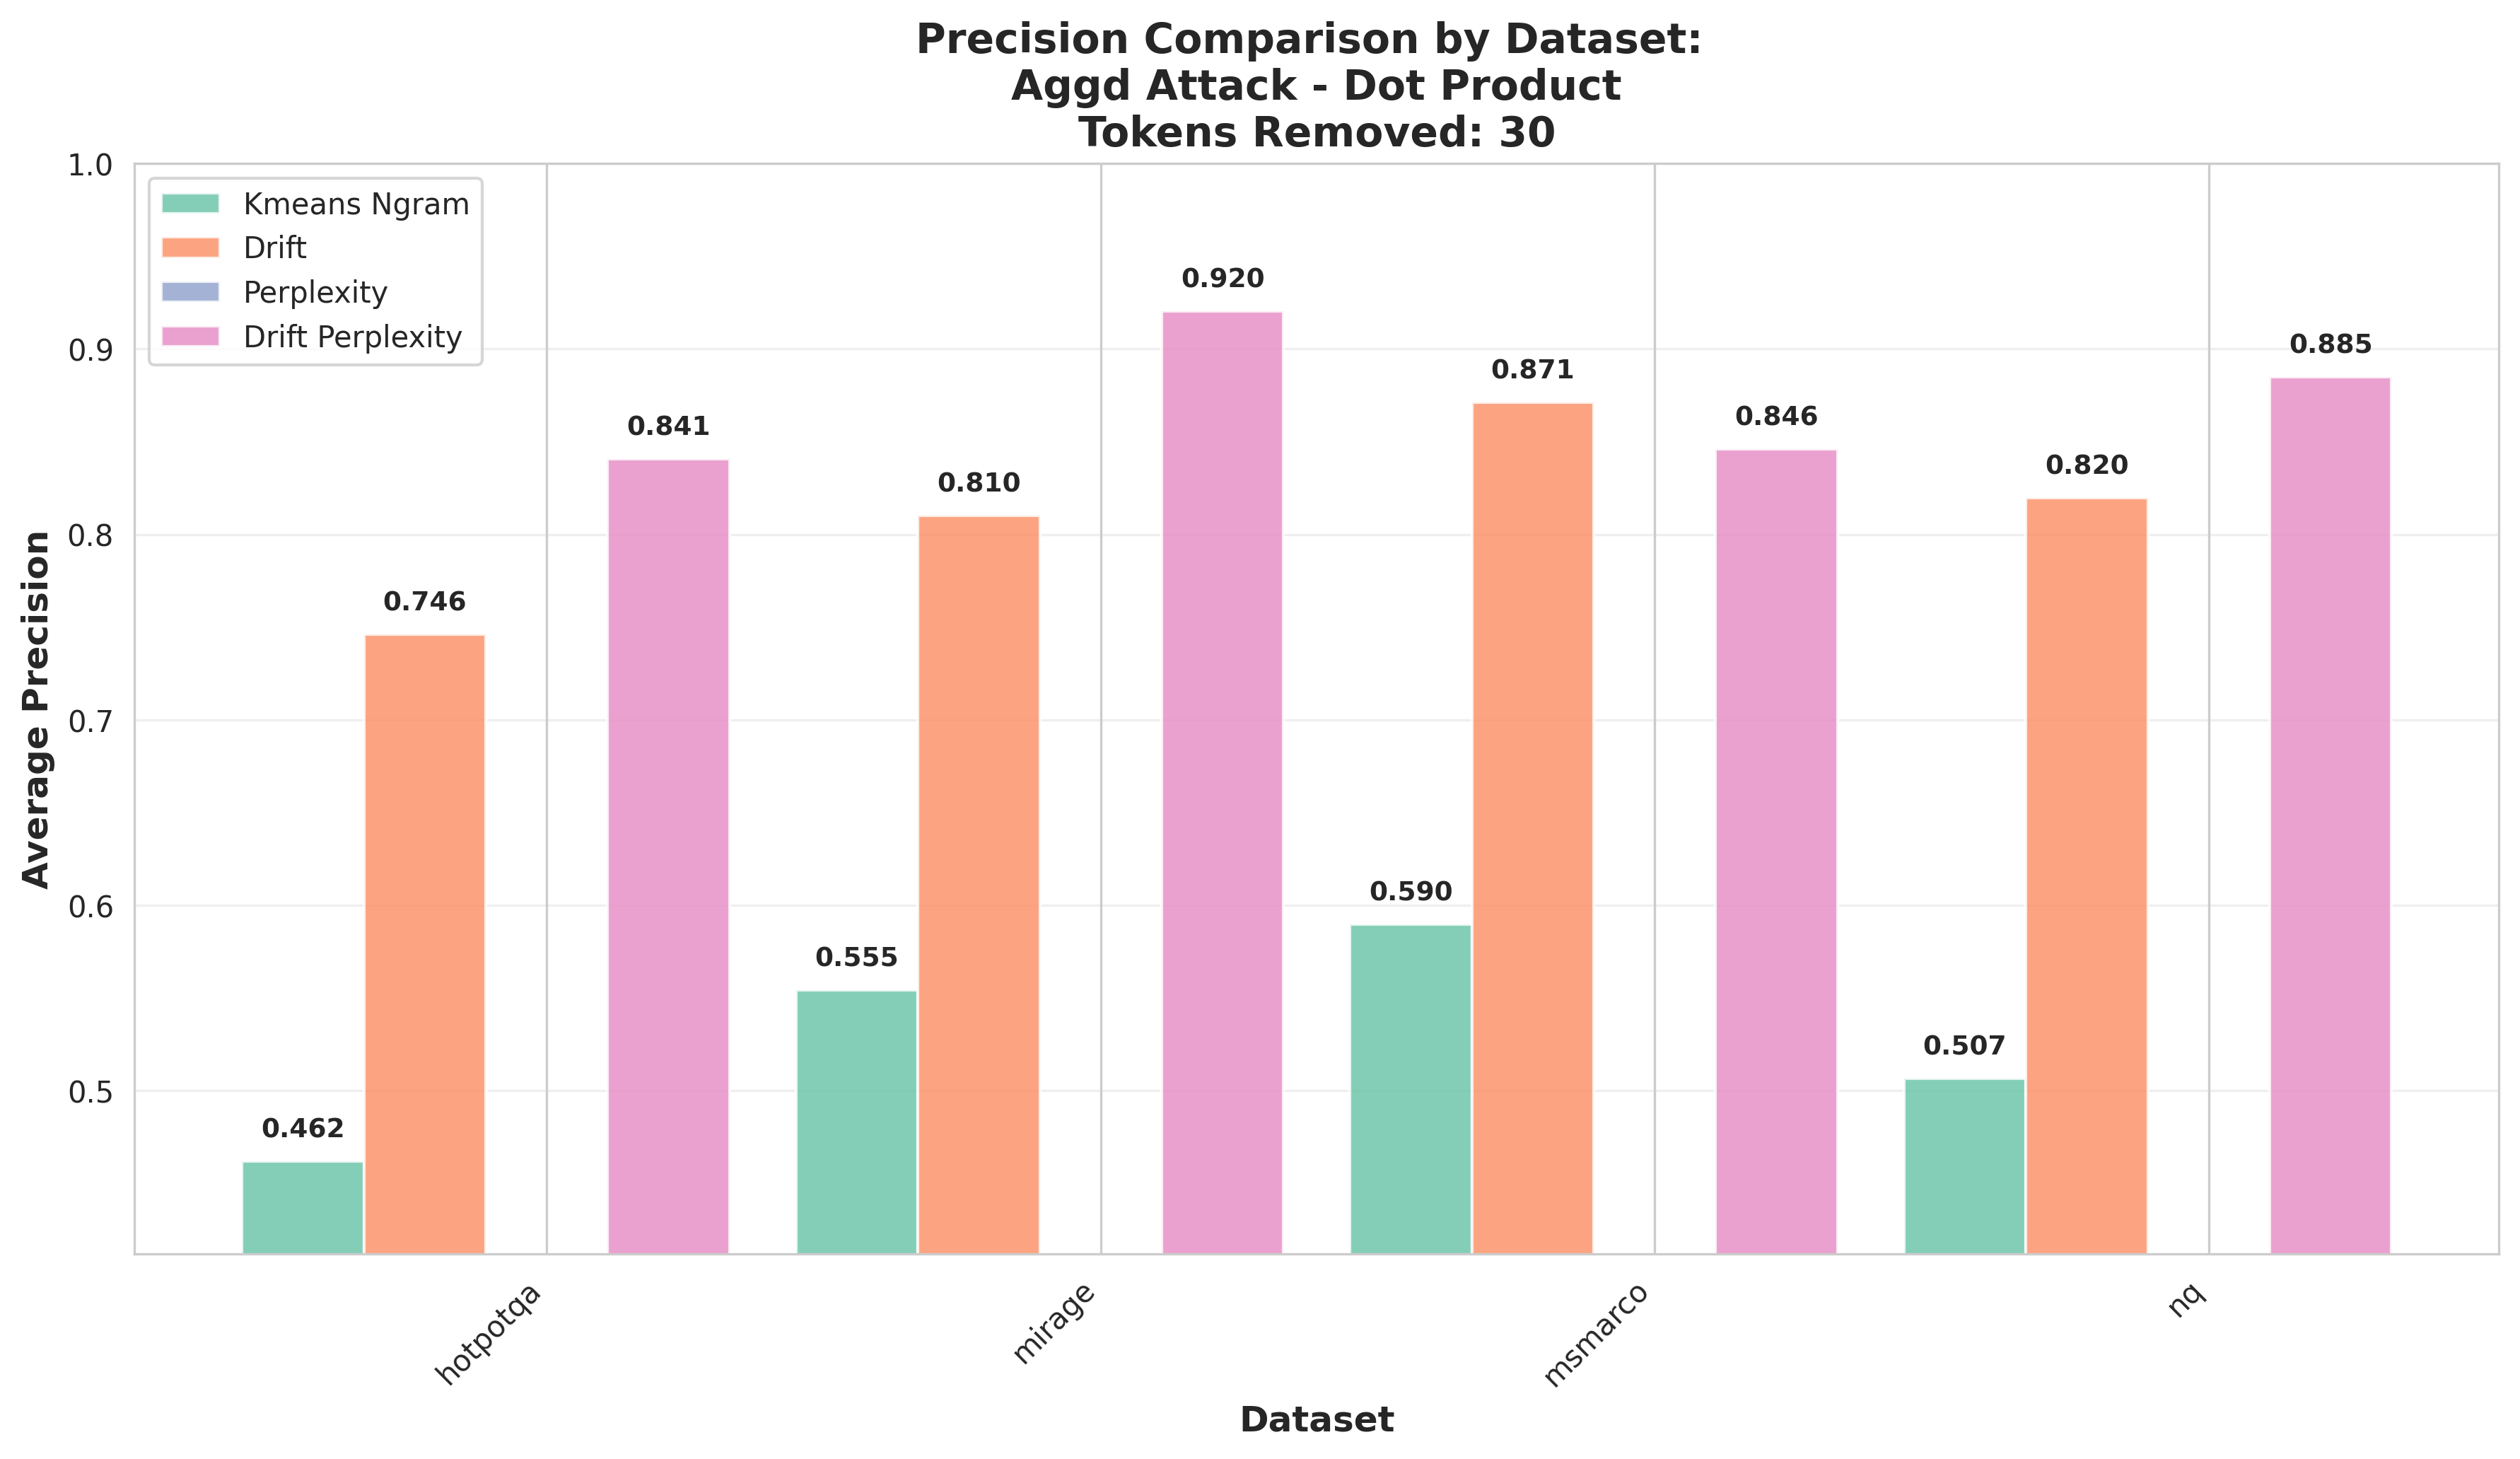 Precision Comparison by Dataset:
Aggd Attack - Dot Product
Tokens Removed: 30
Kmeans Ngram
Drift
Perplexity
Drift Perplexity
Average Precision
1.0
0.9
0.8
0.7
0.6
0.5
0.462
0.746
0.841
0.555
0.810
0.920
0.590
0.871
0.846
0.507
0.820
0.885
hotpotqa
mirage
msmarco
nq
Dataset